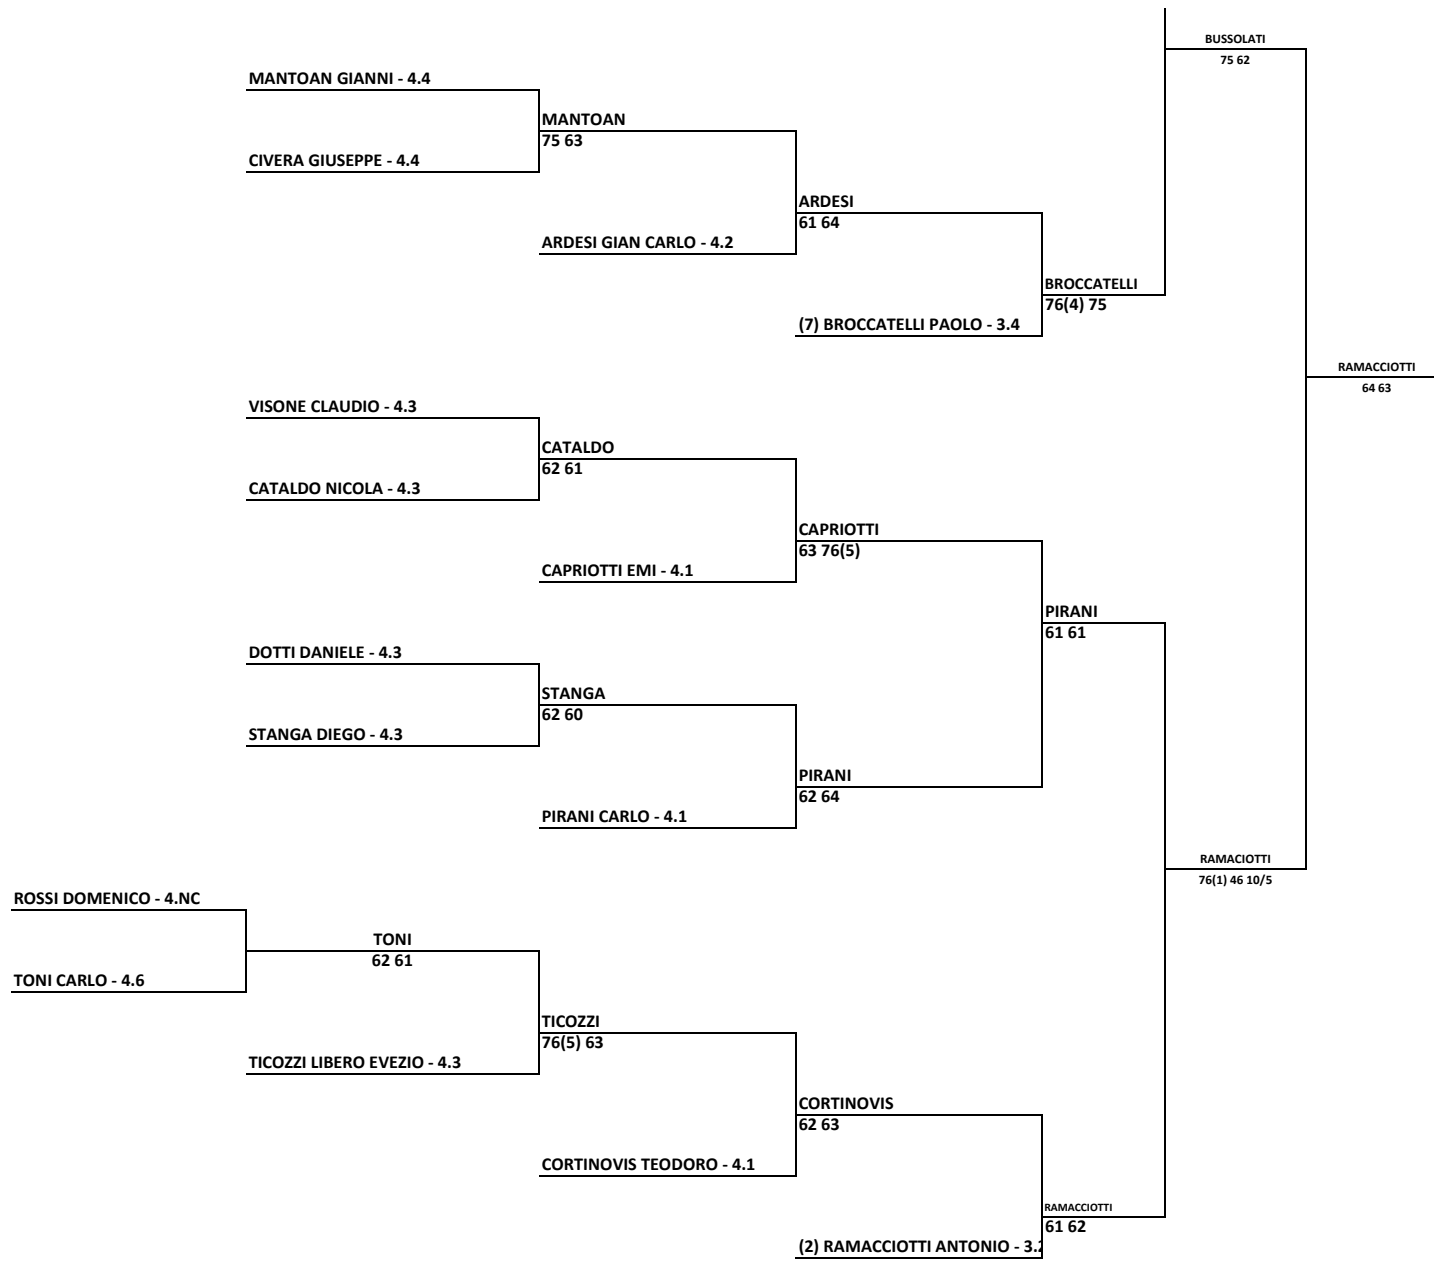 BUSSOLATI
75 62
MANTOAN GIANNI - 4.4
MANTOAN
75 63
CIVERA GIUSEPPE - 4.4
ARDESI
61 64
ARDESI GIAN CARLO - 4.2
BROCCATELLI
76(4) 75
(7) BROCCATELLI PAOLO - 3.4
RAMACCIOTTI
64 63
VISONE CLAUDIO - 4.3
CATALDO
62 61
CATALDO NICOLA - 4.3
CAPRIOTTI
63 76(5)
CAPRIOTTI EMI - 4.1
PIRANI
61 61
DOTTI DANIELE - 4.3
STANGA
62 60
STANGA DIEGO - 4.3
PIRANI
62 64
PIRANI CARLO - 4.1
RAMACIOTTI
76(1) 46 10/5
ROSSI DOMENICO - 4.NC
TONI
62 61
TONI CARLO - 4.6
TICOZZI
76(5) 63
TICOZZI LIBERO EVEZIO - 4.3
CORTINOVIS
62 63
CORTINOVIS TEODORO - 4.1
RAMACCIOTTI
61 62
(2) RAMACCIOTTI ANTONIO - 3.2